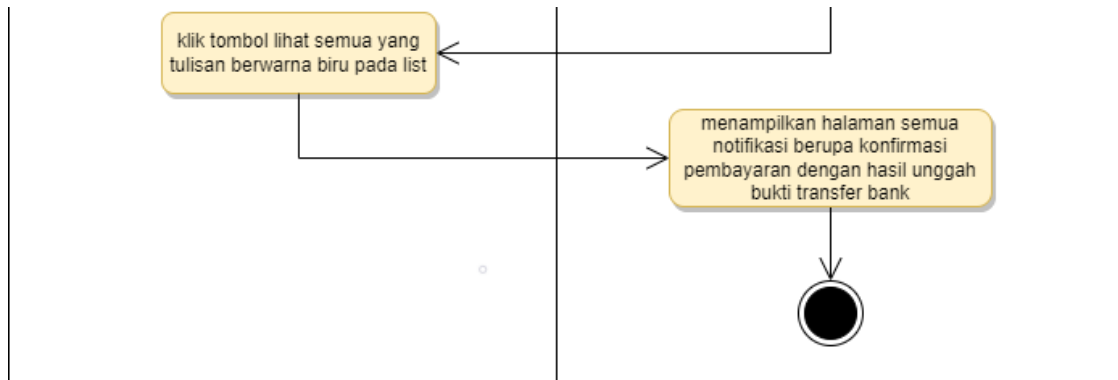 klik tombol lihat semua yang
tulisan berwarna biru pada list
menampilkan halaman semua
notifikasi berupa konfirmasi
pembayaran dengan hasil unggah
bukti transfer bank